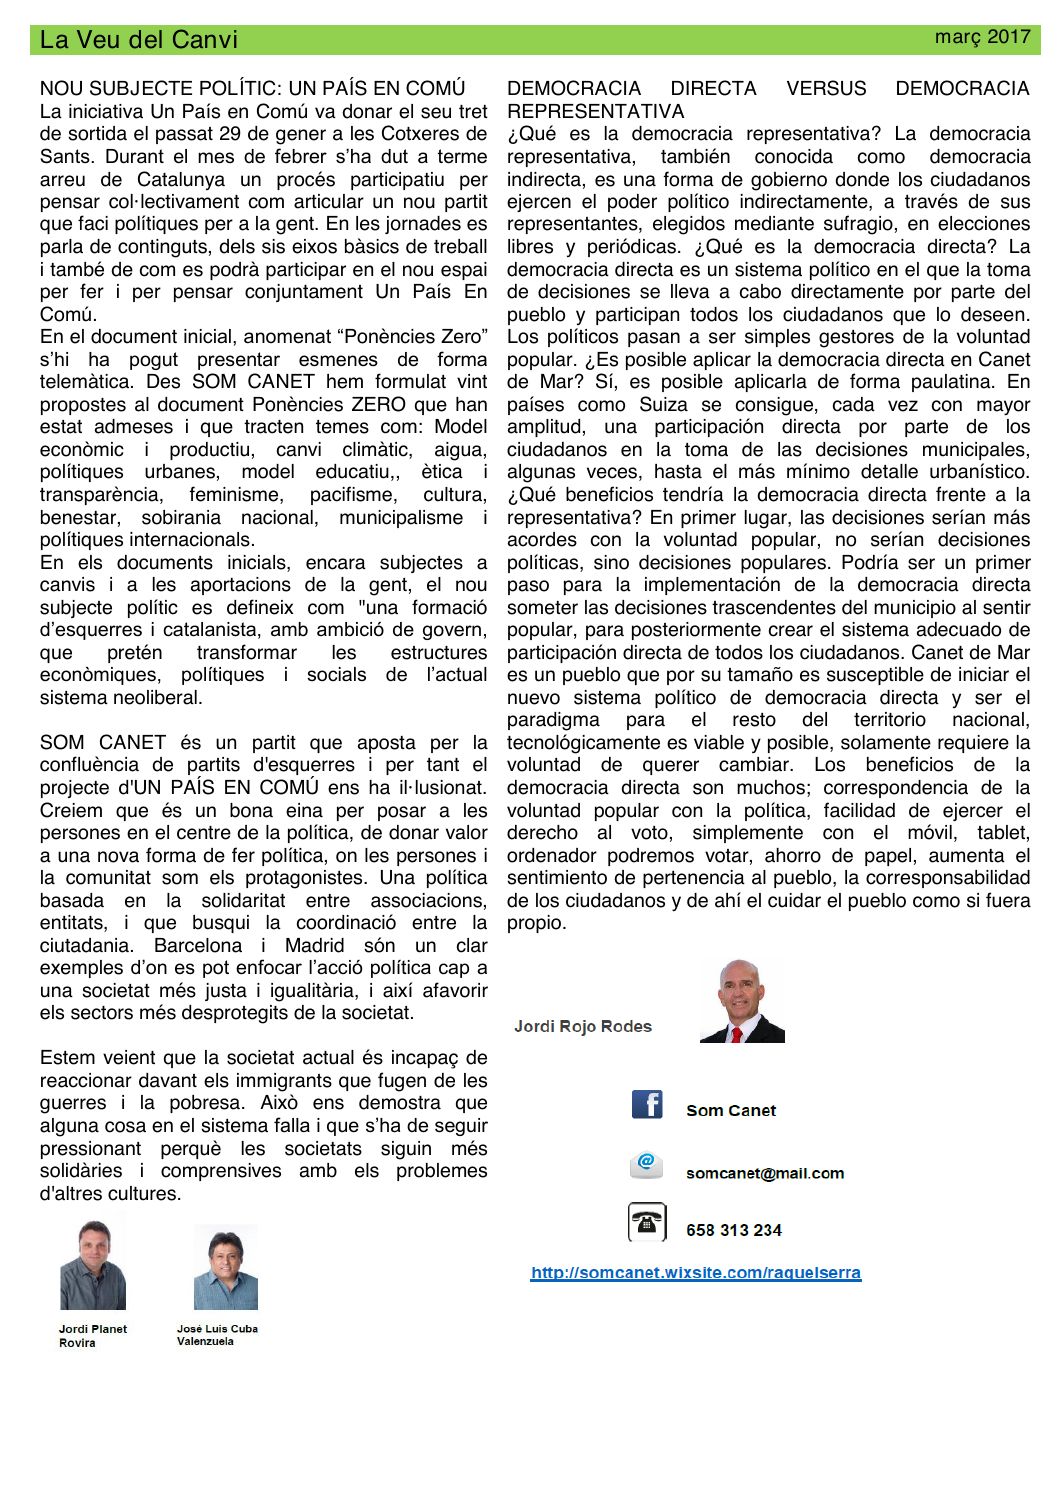 La Veu del Canvi
març 2017
NOU SUBJECTE POLÍTIC: UN PAÍS EN COMÚ
La iniciativa Un País en Comú va donar el seu tret
de sortida el passat 29 de gener a les Cotxeres de
Sants. Durant el mes de febrer s’ha dut a terme
arreu de Catalunya un procés participatiu per
pensar col·lectivament com articular un nou partit
que faci polítiques per a la gent. En les jornades es
parla de continguts, dels sis eixos bàsics de treball
i també de com es podrà participar en el nou espai
per fer i per pensar conjuntament Un País En
Comú.
En el document inicial, anomenat “Ponències Zero”
s’hi ha pogut presentar esmenes de forma
telemàtica. Des SOM CANET hem formulat vint
propostes al document Ponències ZERO que han
estat admeses i que tracten temes com: Model
econòmic i productiu, canvi climàtic, aigua,
polítiques urbanes, model educatiu,, ètica i
transparència, feminisme, pacifisme, cultura,
benestar, sobirania nacional, municipalisme i
polítiques internacionals.
En els documents inicials, encara subjectes a
canvis i a les aportacions de la gent, el nou
subjecte polític es defineix com "una formació
d’esquerres i catalanista, amb ambició de govern,
que pretén transformar les estructures
econòmiques, polítiques i socials de l’actual
sistema neoliberal.
SOM CANET és un partit que aposta per la
confluència de partits d'esquerres i per tant el
projecte d'UN PAÍS EN COMÚ ens ha il·lusionat.
Creiem que és un bona eina per posar a les
persones en el centre de la política, de donar valor
a una nova forma de fer política, on les persones i
la comunitat som els protagonistes. Una política
basada en la solidaritat entre associacions,
entitats, i que busqui la coordinació entre la
ciutadania. Barcelona i Madrid són un clar
exemples d’on es pot enfocar l’acció política cap a
una societat més justa i igualitària, i així afavorir
els sectors més desprotegits de la societat.
Estem veient que la societat actual és incapaç de
reaccionar davant els immigrants que fugen de les
guerres i la pobresa. Això ens demostra que
alguna cosa en el sistema falla i que s’ha de seguir
pressionant perquè les societats siguin més
solidàries i comprensives amb els problemes
d'altres cultures.
Jordi Planet
Rovira
José Luis Cuba
Valenzuela
DEMOCRACIA DIRECTA VERSUS DEMOCRACIA
REPRESENTATIVA
¿Qué es la democracia representativa? La democracia
representativa, también conocida como democracia
indirecta, es una forma de gobierno donde los ciudadanos
ejercen el poder político indirectamente, a través de sus
representantes, elegidos mediante sufragio, en elecciones
libres y periódicas. ¿Qué es la democracia directa? La
democracia directa es un sistema político en el que la toma
de decisiones se lleva a cabo directamente por parte del
pueblo y participan todos los ciudadanos que lo deseen.
Los políticos pasan a ser simples gestores de la voluntad
popular. ¿Es posible aplicar la democracia directa en Canet
de Mar? Sí, es posible aplicarla de forma paulatina. En
países como Suiza se consigue, cada vez con mayor
amplitud, una participación directa por parte de los
ciudadanos en la toma de las decisiones municipales,
algunas veces, hasta el más mínimo detalle urbanístico.
¿Qué beneficios tendría la democracia directa frente a la
representativa? En primer lugar, las decisiones serían más
acordes con la voluntad popular, no serían decisiones
políticas, sino decisiones populares. Podría ser un primer
paso para la implementación de la democracia directa
someter las decisiones trascendentes del municipio al sentir
popular, para posteriormente crear el sistema adecuado de
participación directa de todos los ciudadanos. Canet de Mar
es un pueblo que por su tamaño es susceptible de iniciar el
nuevo sistema político de democracia directa y ser el
paradigma para el resto del territorio nacional,
tecnológicamente es viable y posible, solamente requiere la
voluntad de querer cambiar. Los beneficios de la
democracia directa son muchos; correspondencia de la
voluntad popular con la política, facilidad de ejercer el
derecho al voto, simplemente con el móvil, tablet,
ordenador podremos votar, ahorro de papel, aumenta el
sentimiento de pertenencia al pueblo, la corresponsabilidad
de los ciudadanos y de ahí el cuidar el pueblo como si fuera
propio.
Jordi Rojo Rodes
Som Canet
somcanet@mail.com
658 313 234
http://somcanet.wixsite.com/raquelserra